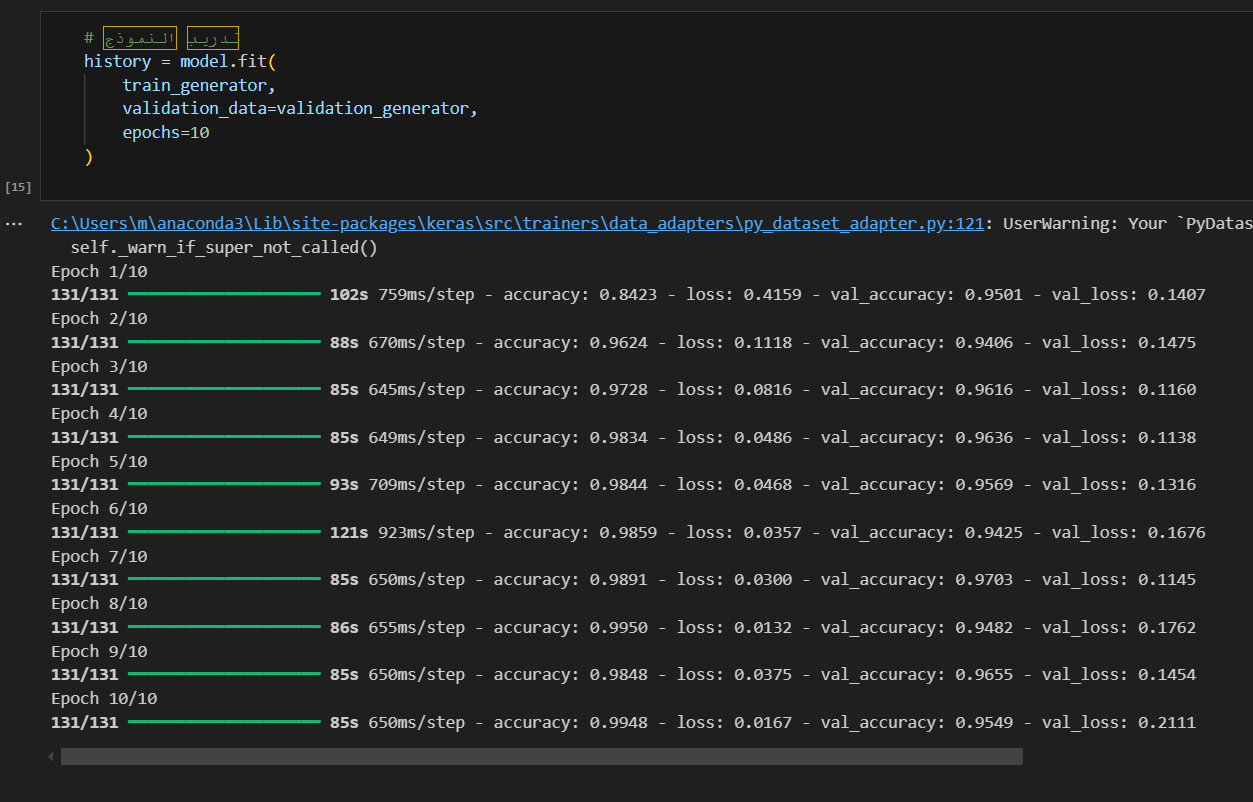 # تدريب النموذج
history = model.fit(
train_generator,
validation_data=validation_generator,
epochs=10
)
[15]
... C:\Users\m\anaconda3\Lib\site-packages\keras\src\trainers\data_adapters\py_dataset_adapter.py:121: UserWarning: Your `PyDatas
self._warn_if_super_not_called()
Epoch 1/10
131/131 ━━━━━━━━━━━━━━━━━━━━ 102s 759ms/step - accuracy: 0.8423 - loss: 0.4159 - val_accuracy: 0.9501 - val_loss: 0.1407
Epoch 2/10
131/131 ━━━━━━━━━━━━━━━━━━━━ 88s 670ms/step - accuracy: 0.9624 - loss: 0.1118 - val_accuracy: 0.9406 - val_loss: 0.1475
Epoch 3/10
131/131 ━━━━━━━━━━━━━━━━━━━━ 85s 645ms/step - accuracy: 0.9728 - loss: 0.0816 - val_accuracy: 0.9616 - val_loss: 0.1160
Epoch 4/10
131/131 ━━━━━━━━━━━━━━━━━━━━ 85s 649ms/step - accuracy: 0.9834 - loss: 0.0486 - val_accuracy: 0.9636 - val_loss: 0.1138
Epoch 5/10
131/131 ━━━━━━━━━━━━━━━━━━━━ 93s 709ms/step - accuracy: 0.9844 - loss: 0.0468 - val_accuracy: 0.9569 - val_loss: 0.1316
Epoch 6/10
131/131 ━━━━━━━━━━━━━━━━━━━━ 121s 923ms/step - accuracy: 0.9859 - loss: 0.0357 - val_accuracy: 0.9425 - val_loss: 0.1676
Epoch 7/10
131/131 ━━━━━━━━━━━━━━━━━━━━ 85s 650ms/step - accuracy: 0.9891 - loss: 0.0300 - val_accuracy: 0.9703 - val_loss: 0.1145
Epoch 8/10
131/131 ━━━━━━━━━━━━━━━━━━━━ 86s 655ms/step - accuracy: 0.9950 - loss: 0.0132 - val_accuracy: 0.9482 - val_loss: 0.1762
Epoch 9/10
131/131 ━━━━━━━━━━━━━━━━━━━━ 85s 650ms/step - accuracy: 0.9848 - loss: 0.0375 - val_accuracy: 0.9655 - val_loss: 0.1454
Epoch 10/10
131/131 ━━━━━━━━━━━━━━━━━━━━ 85s 650ms/step - accuracy: 0.9948 - loss: 0.0167 - val_accuracy: 0.9549 - val_loss: 0.2111